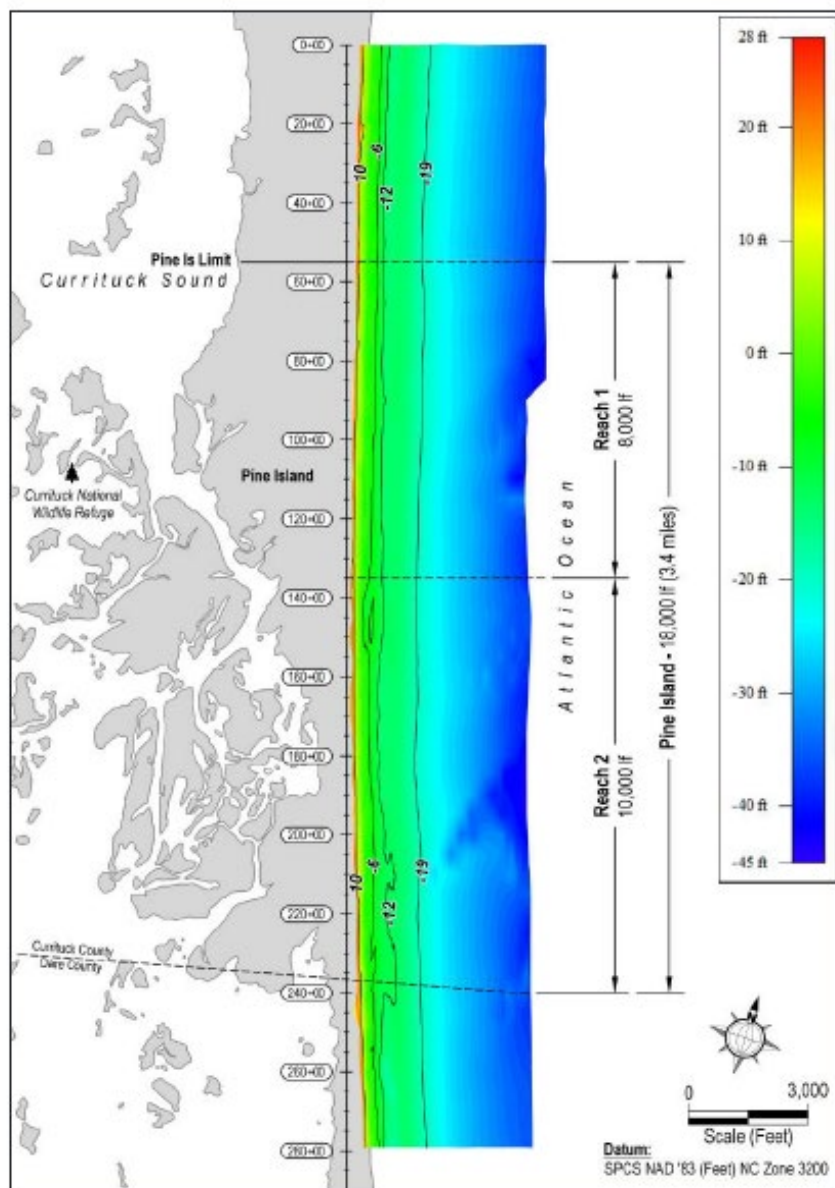 0+00
20+00
40+00
60+00
80+00
100+00
120+00
140+00
160+00
180+00
200+00
220+00
240+00
260+00
280+00
10
-6
-12
-19
10
-6
-12
-19
Pine Is Limit
Currituck Sound
Pine Island
Currituck National
Wildlife Refuge
Currituck County
Dare County
Atlantic Ocean
Reach 1
8,000 lf
Reach 2
10,000 lf
Pine Island - 18,000 lf (3.4 miles)
28 ft
20 ft
10 ft
0 ft
-10 ft
-20 ft
-30 ft
-40 ft
-45 ft
N
0 3,000
Scale (Feet)
Datum:
SPCS NAD '83 (Feet) NC Zone 3200